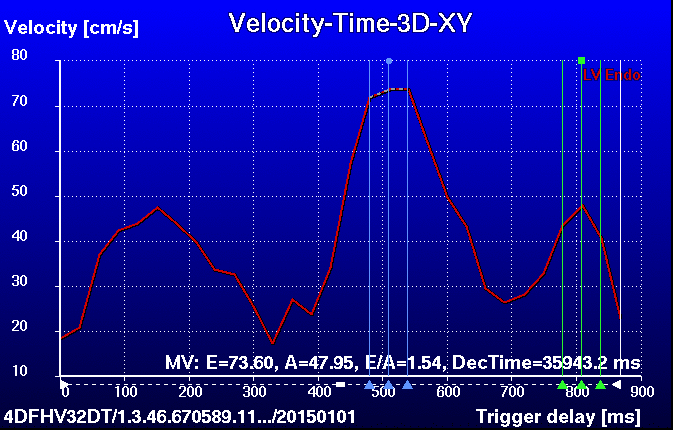 Velocity-Time-3D-XY
Velocity [cm/s]
80
LV Endo
70
60
50
40
30
20
MV: E=73.60, A=47.95, E/A=1.54, DecTime=35943.2 ms
10
100 200 300 400 500 600 700 800 900
4DFHV32DT/1.3.46.670589.11.../20150101 Trigger delay [ms]